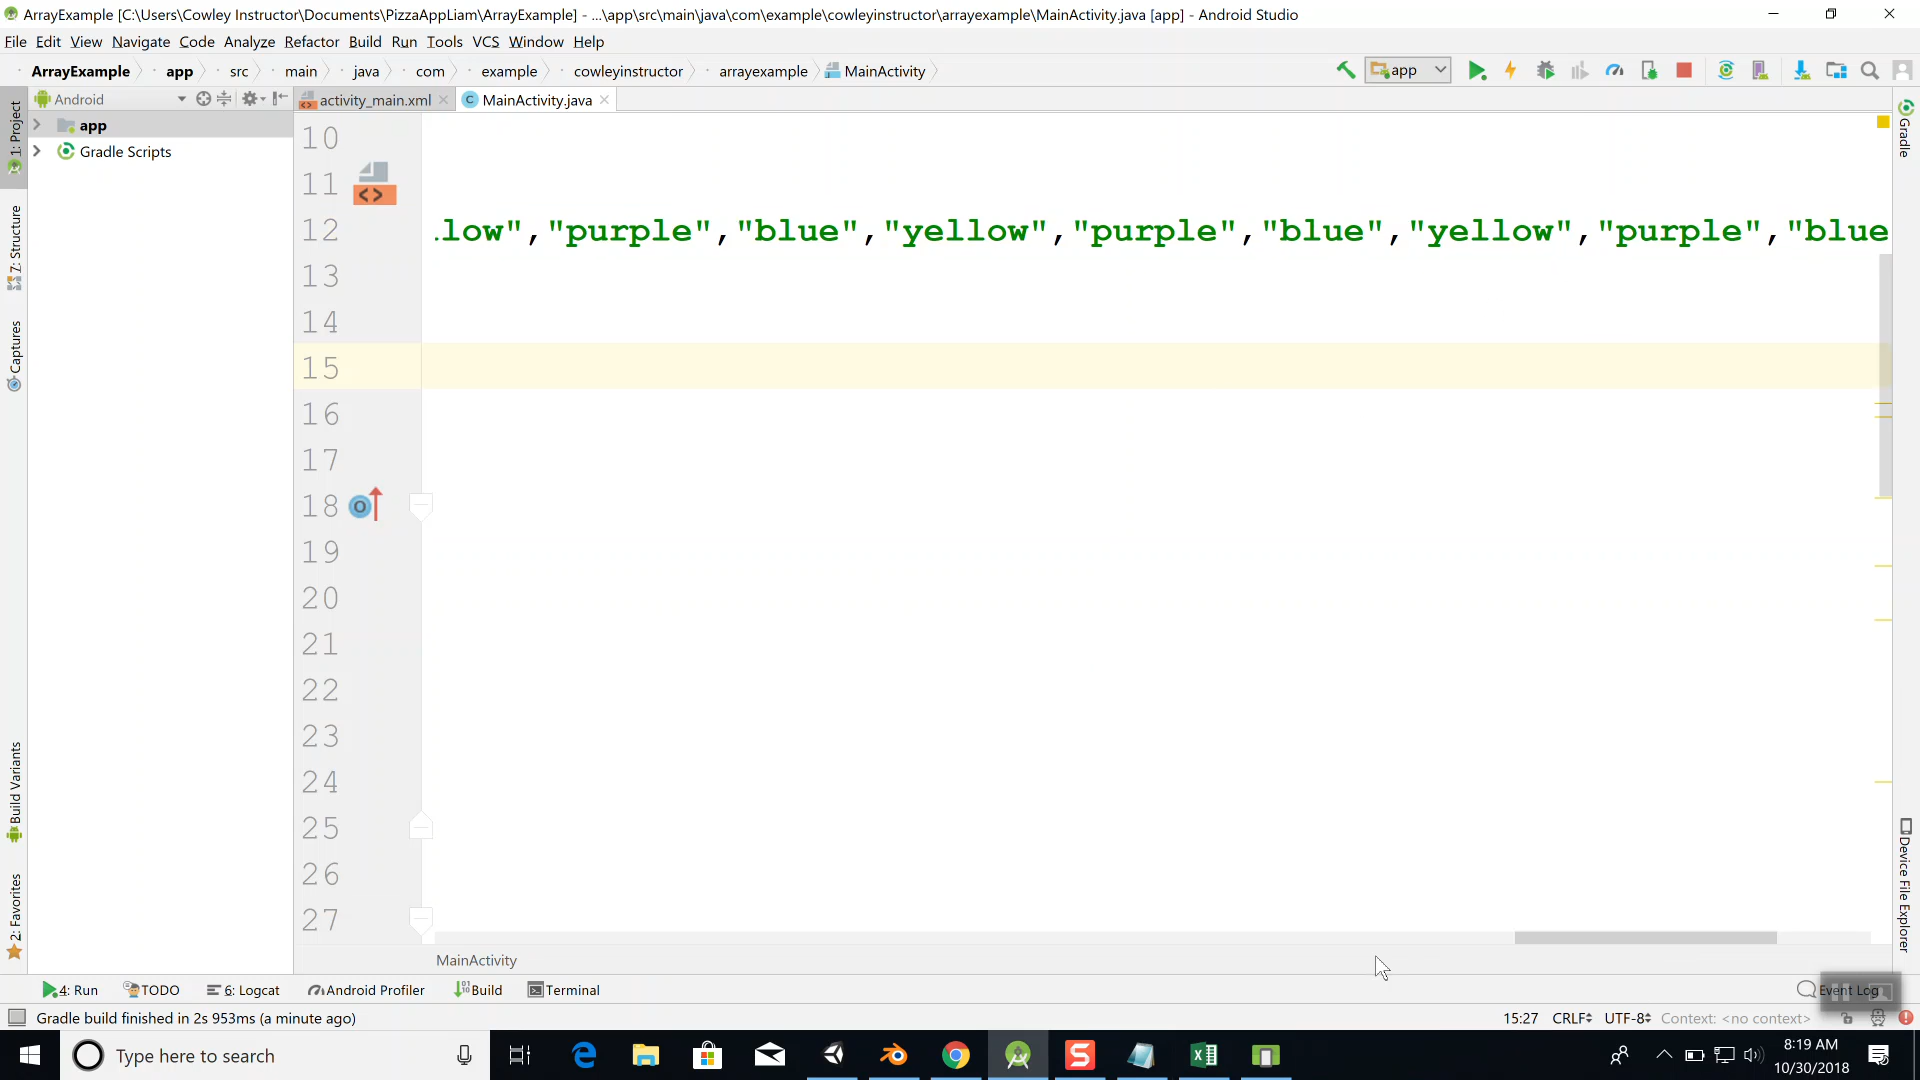 ArrayExample [C:\Users\Cowley Instructor\Documents\PizzaAppLiam\ArrayExample] - ...\app\src\main\java\com\example\cowleyinstructor\arrayexample\MainActivity.java [app] - Android Studio
File Edit View Navigate Code Analyze Refactor Build Run Tools VCS Window Help
ArrayExample app src main java com example cowleyinstructor arrayexample MainActivity app
Android activity_main.xml MainActivity.java
1: Project
Z: Structure
Captures
Build Variants
2: Favorites
app
Gradle Scripts
10
11
12 low","purple","blue","yellow","purple","blue","yellow","purple","blue
13
14
15
16
17
18
19
20
21
22
23
24
25
26
27
Gradle
Device File Explorer
MainActivity
4: Run TODO 6: Logcat Android Profiler Build Terminal Event Log
Gradle build finished in 2s 953ms (a minute ago) 15:27 CRLF UTF-8 Context: <no context>
Type here to search 8:19 AM
10/30/2018